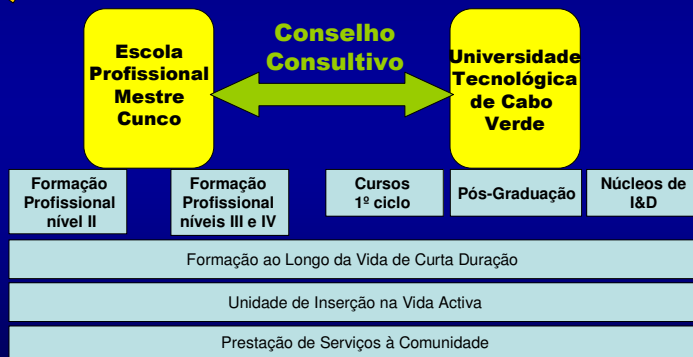 Conselho
Consultivo
Escola
Profissional
Mestre
Cunco
Universidade
Tecnológica
de Cabo
Verde
Formação
Profissional
nível II
Formação
Profissional
níveis III e IV
Cursos
1º ciclo
Pós-Graduação
Núcleos de
I&D
Formação ao Longo da Vida de Curta Duração
Unidade de Inserção na Vida Activa
Prestação de Serviços à Comunidade